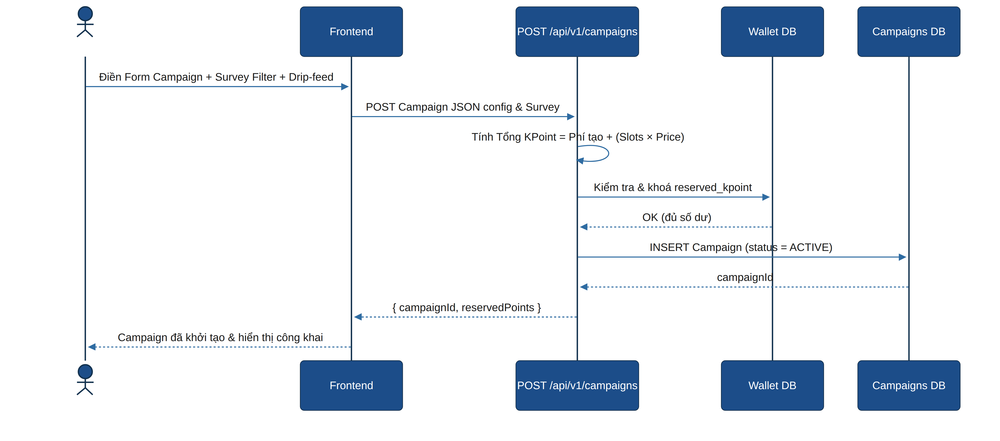 Frontend
POST /api/v1/campaigns
Wallet DB
Campaigns DB
Điền Form Campaign + Survey Filter + Drip-feed
POST Campaign JSON config & Survey
Tính Tổng KPoint = Phí tạo + (Slots × Price)
Kiểm tra & khoá reserved_kpoint
OK (đủ số dư)
INSERT Campaign (status = ACTIVE)
campaignId
{ campaignId, reservedPoints }
Campaign đã khởi tạo & hiển thị công khai
Frontend
POST /api/v1/campaigns
Wallet DB
Campaigns DB